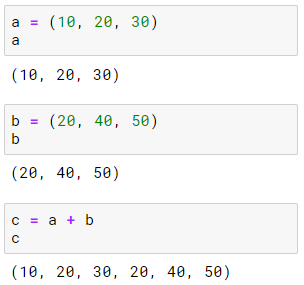 a = (10, 20, 30)
a
(10, 20, 30)
b = (20, 40, 50)
b
(20, 40, 50)
c = a + b
c
(10, 20, 30, 20, 40, 50)